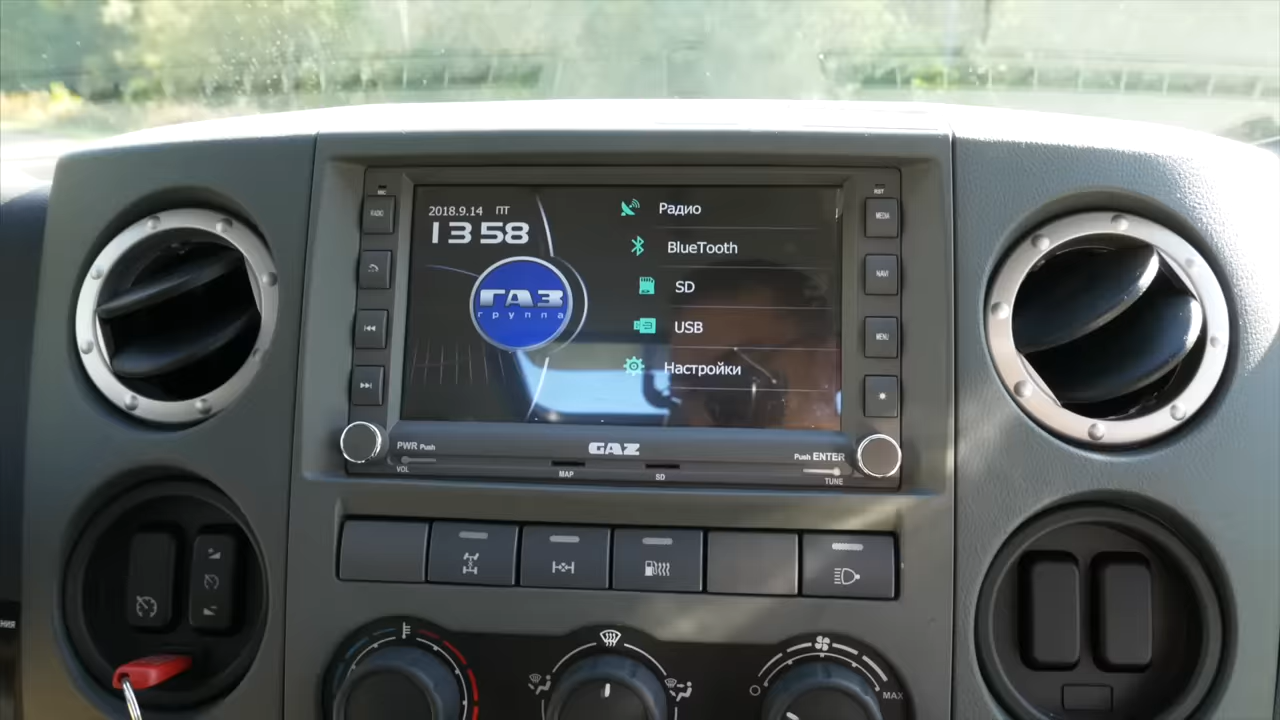 MIC
RST
RADIO
MEDIA
NAVI
MENU
2018.9.14 ПТ
13 58
ГАЗ
группа
Радио
BlueTooth
SD
USB
Настройки
PWR Push
VOL
GAZ
MAP
SD
Push ENTER
TUNE
MAX